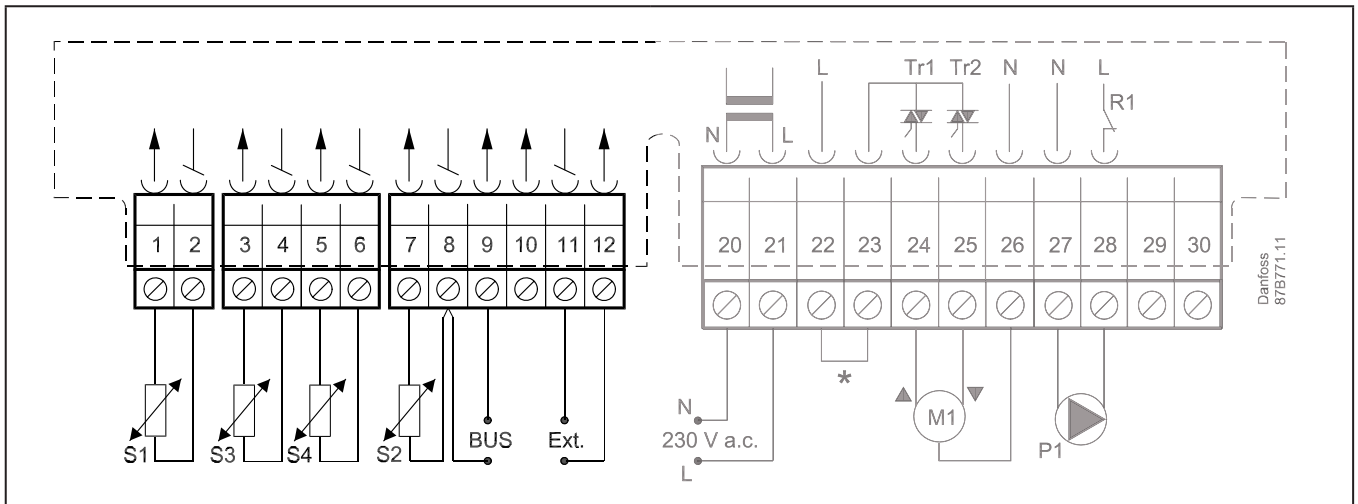 L Tr1 Tr2 N N L
R1
N L
1 2 3 4 5 6 7 8 9 10 11 12
20 21 22 23 24 25 26 27 28 29 30
Danfoss
87B771.11
*
N
230 V a.c.
L
M1
P1
S1 S3 S4 S2
BUS
Ext.